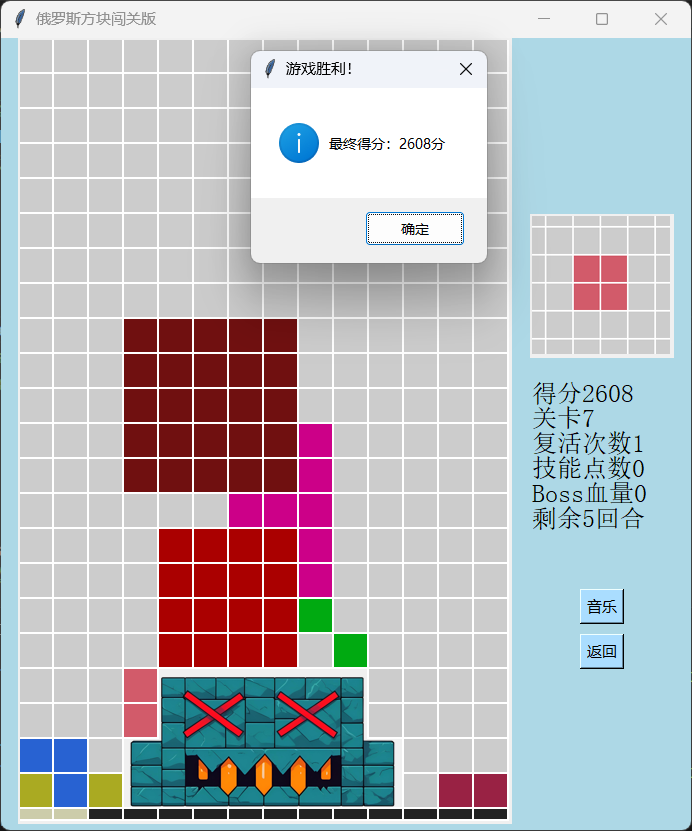 俄罗斯方块闯关版
游戏胜利!
最终得分：2608分
确定
得分2608
关卡7
复活次数1
技能点数0
Boss血量0
剩余5回合
音乐
返回